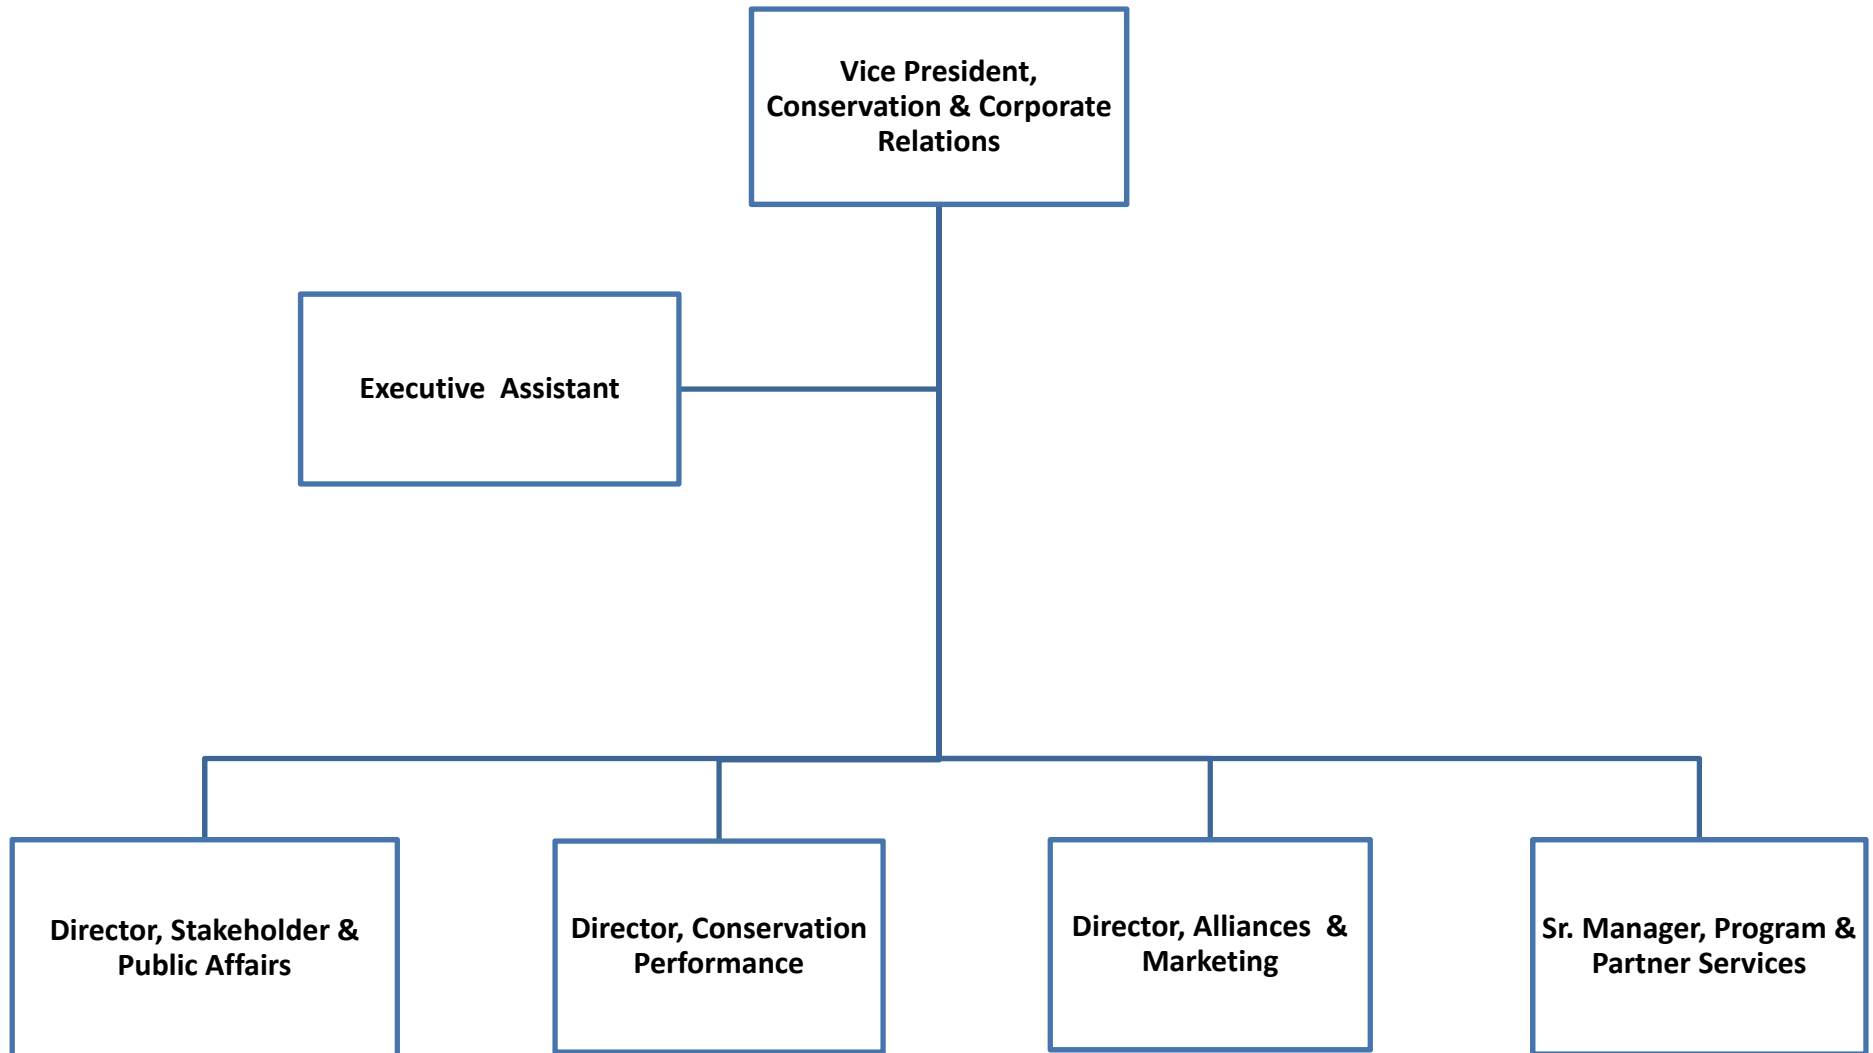 Vice President,
Conservation & Corporate
Relations
Executive  Assistant
Director, Stakeholder &
Public Affairs
Director, Conservation
Performance
Director, Alliances  &
Marketing
Sr. Manager, Program &
Partner Services